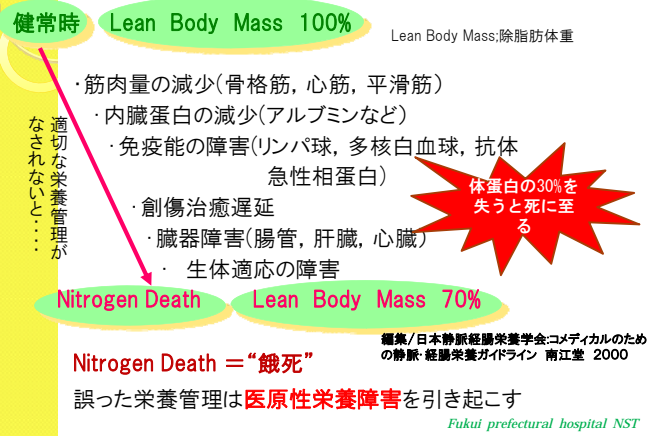 健常時 Lean Body Mass 100%
Lean Body Mass;除脂肪体重
・筋肉量の減少(骨格筋，心筋，平滑筋)
・内臓蛋白の減少(アルブミンなど)
・免疫能の障害(リンパ球，多核白血球，抗体
急性相蛋白)
・創傷治癒遅延
・臓器障害(腸管，肝臓，心臓)
・ 生体適応の障害
適切な栄養管理が
なされないと・・・・
体蛋白の30%を
失うと死に至
る
Nitrogen Death Lean Body Mass 70%
編集/日本静脈経腸栄養学会:コメディカルのため
の静脈・経腸栄養ガイドライン 南江堂 2000
Nitrogen Death ＝“餓死”
誤った栄養管理は医原性栄養障害を引き起こす
Fukui prefectural hospital NST